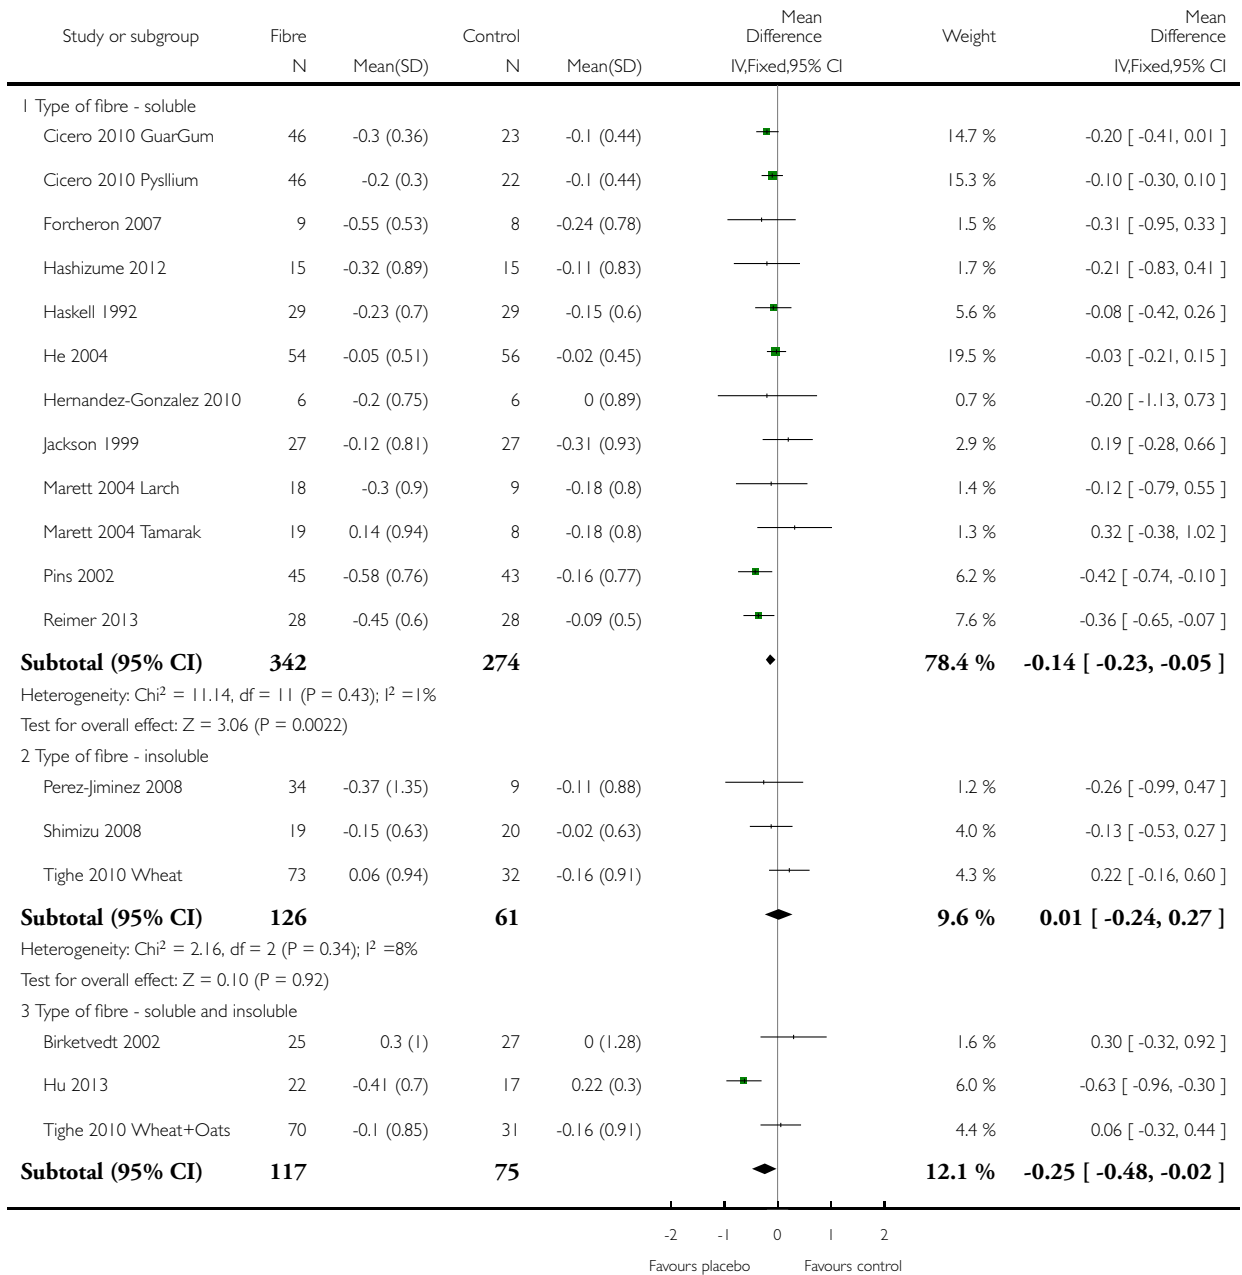 Study or subgroup Fibre Control Mean Difference Weight Mean Difference
N Mean(SD) N Mean(SD) IV,Fixed,95% CI IV,Fixed,95% CI
1 Type of fibre - soluble
Cicero 2010 GuarGum 46 -0.3 (0.36) 23 -0.1 (0.44) 14.7 % -0.20 [ -0.41, 0.01 ]
Cicero 2010 Pysllium 46 -0.2 (0.3) 22 -0.1 (0.44) 15.3 % -0.10 [ -0.30, 0.10 ]
Forcheron 2007 9 -0.55 (0.53) 8 -0.24 (0.78) 1.5 % -0.31 [ -0.95, 0.33 ]
Hashizume 2012 15 -0.32 (0.89) 15 -0.11 (0.83) 1.7 % -0.21 [ -0.83, 0.41 ]
Haskell 1992 29 -0.23 (0.7) 29 -0.15 (0.6) 5.6 % -0.08 [ -0.42, 0.26 ]
He 2004 54 -0.05 (0.51) 56 -0.02 (0.45) 19.5 % -0.03 [ -0.21, 0.15 ]
Hernandez-Gonzalez 2010 6 -0.2 (0.75) 6 0 (0.89) 0.7 % -0.20 [ -1.13, 0.73 ]
Jackson 1999 27 -0.12 (0.81) 27 -0.31 (0.93) 2.9 % 0.19 [ -0.28, 0.66 ]
Marett 2004 Larch 18 -0.3 (0.9) 9 -0.18 (0.8) 1.4 % -0.12 [ -0.79, 0.55 ]
Marett 2004 Tamarak 19 0.14 (0.94) 8 -0.18 (0.8) 1.3 % 0.32 [ -0.38, 1.02 ]
Pins 2002 45 -0.58 (0.76) 43 -0.16 (0.77) 6.2 % -0.42 [ -0.74, -0.10 ]
Reimer 2013 28 -0.45 (0.6) 28 -0.09 (0.5) 7.6 % -0.36 [ -0.65, -0.07 ]
Subtotal (95% CI) 342 274 78.4 % -0.14 [ -0.23, -0.05 ]
Heterogeneity: Chi² = 11.14, df = 11 (P = 0.43); I² =1%
Test for overall effect: Z = 3.06 (P = 0.0022)
2 Type of fibre - insoluble
Perez-Jiminez 2008 34 -0.37 (1.35) 9 -0.11 (0.88) 1.2 % -0.26 [ -0.99, 0.47 ]
Shimizu 2008 19 -0.15 (0.63) 20 -0.02 (0.63) 4.0 % -0.13 [ -0.53, 0.27 ]
Tighe 2010 Wheat 73 0.06 (0.94) 32 -0.16 (0.91) 4.3 % 0.22 [ -0.16, 0.60 ]
Subtotal (95% CI) 126 61 9.6 % 0.01 [ -0.24, 0.27 ]
Heterogeneity: Chi² = 2.16, df = 2 (P = 0.34); I² =8%
Test for overall effect: Z = 0.10 (P = 0.92)
3 Type of fibre - soluble and insoluble
Birketvedt 2002 25 0.3 (1) 27 0 (1.28) 1.6 % 0.30 [ -0.32, 0.92 ]
Hu 2013 22 -0.41 (0.7) 17 0.22 (0.3) 6.0 % -0.63 [ -0.96, -0.30 ]
Tighe 2010 Wheat+Oats 70 -0.1 (0.85) 31 -0.16 (0.91) 4.4 % 0.06 [ -0.32, 0.44 ]
Subtotal (95% CI) 117 75 12.1 % -0.25 [ -0.48, -0.02 ]
-2 -1 0 1 2
Favours placebo Favours control